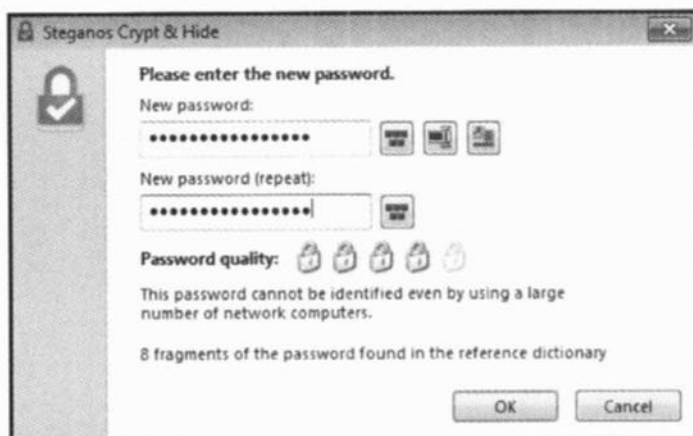 Steganos Crypt & Hide
Please enter the new password.
New password:
••••••••••••••••
New password (repeat):
••••••••••••••••
Password quality:
This password cannot be identified even by using a large
number of network computers.
8 fragments of the password found in the reference dictionary
OK Cancel